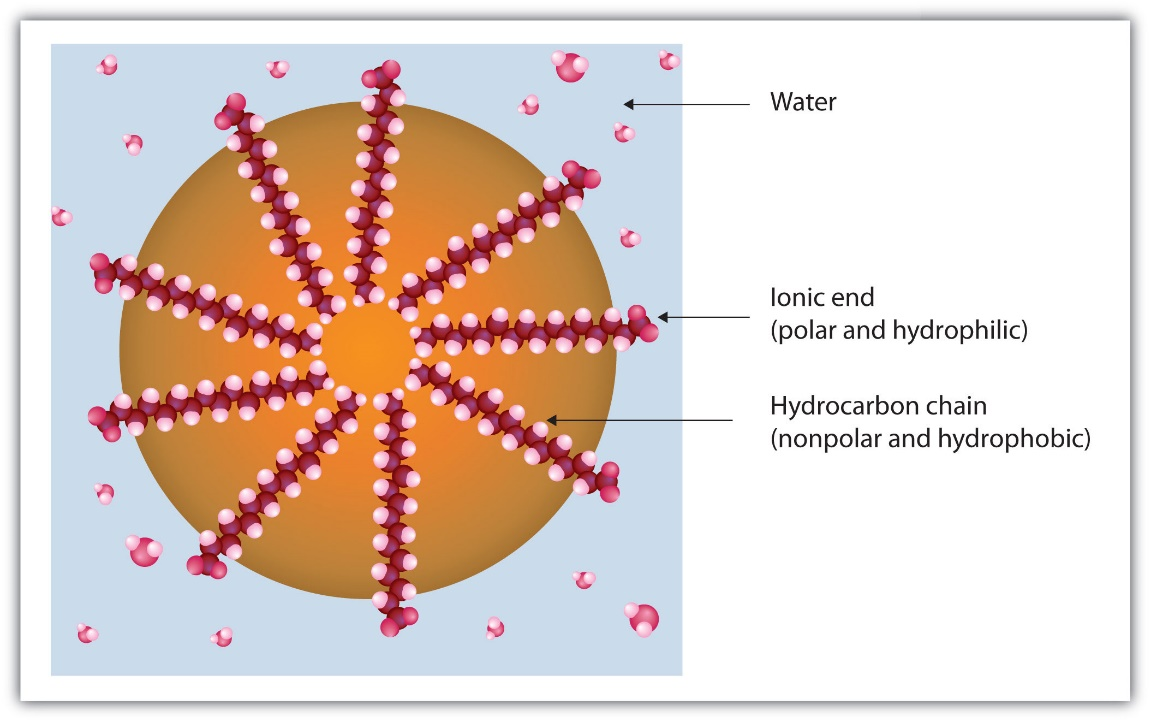 Water
Ionic end
(polar and hydrophilic)
Hydrocarbon chain
(nonpolar and hydrophobic)